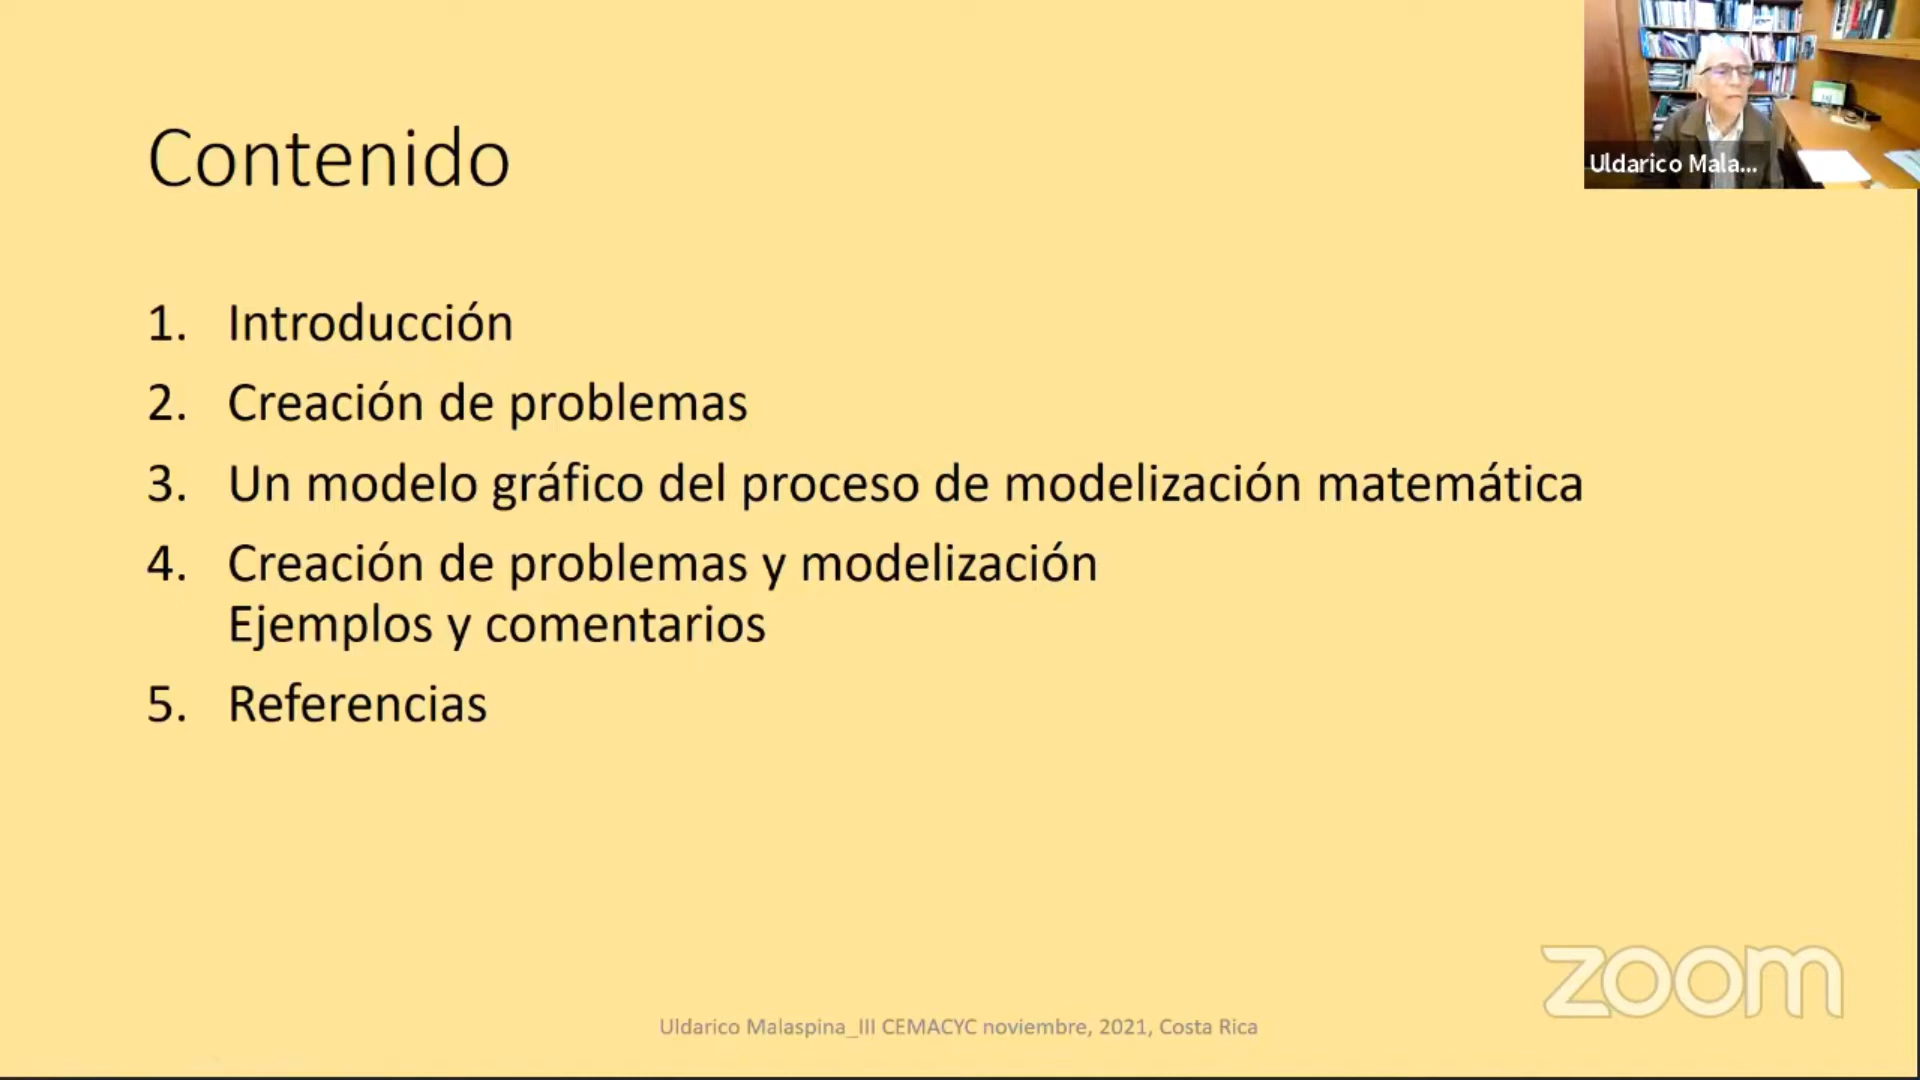 Contenido
Uldarico Mala...
1. Introducción
2. Creación de problemas
3. Un modelo gráfico del proceso de modelización matemática
4. Creación de problemas y modelización
Ejemplos y comentarios
5. Referencias
zoom
Uldarico Malaspina_III CEMACYC noviembre, 2021, Costa Rica